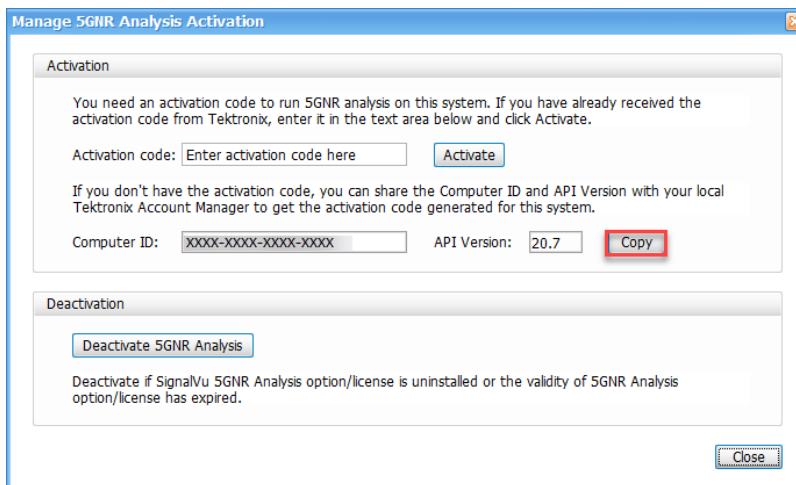 Manage 5GNR Analysis Activation
Activation
You need an activation code to run 5GNR analysis on this system. If you have already received the
activation code from Tektronix, enter it in the text area below and click Activate.
Activation code: Enter activation code here Activate
If you don't have the activation code, you can share the Computer ID and API Version with your local
Tektronix Account Manager to get the activation code generated for this system.
Computer ID: XXXX-XXXX-XXXX-XXXX API Version: 20.7 Copy
Deactivation
Deactivate 5GNR Analysis
Deactivate if SignalVu 5GNR Analysis option/license is uninstalled or the validity of 5GNR Analysis
option/license has expired.
Close